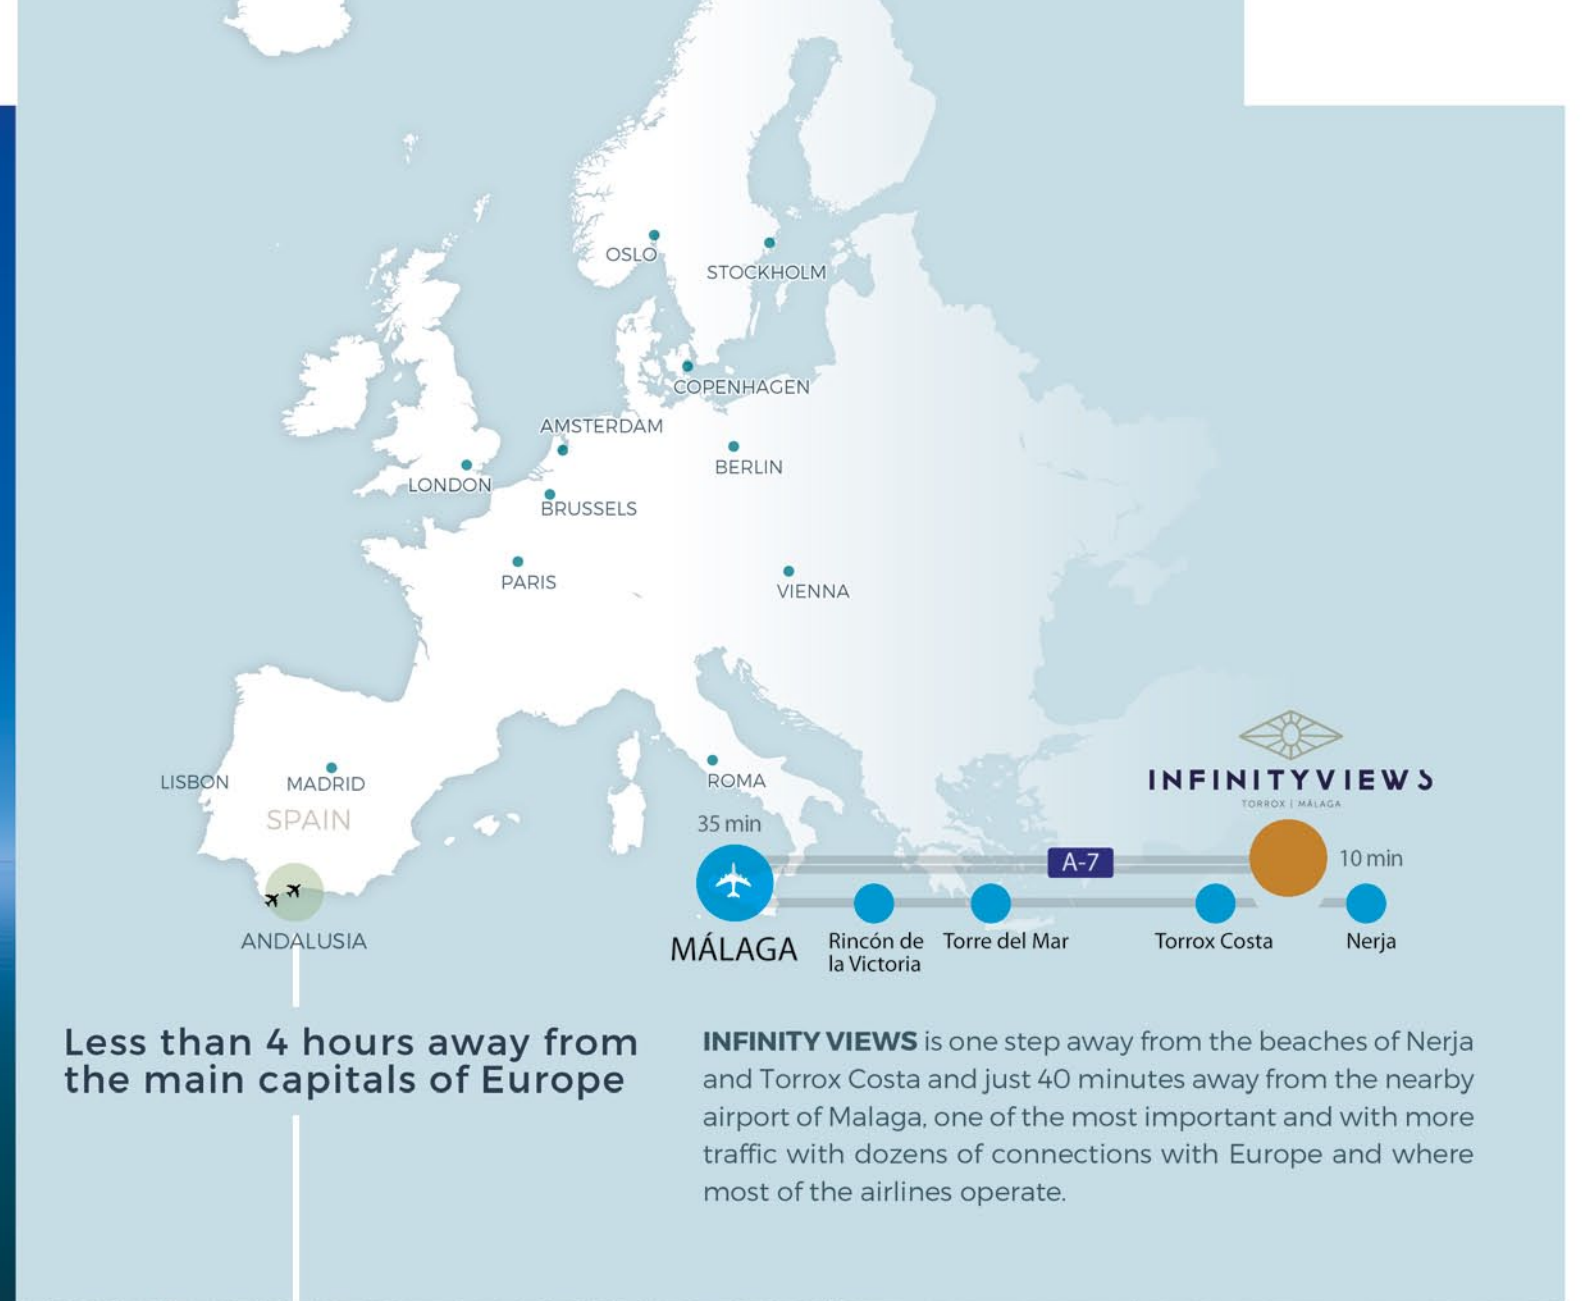 OSLO
STOCKHOLM
COPENHAGEN
AMSTERDAM
BERLIN
LONDON
BRUSSELS
PARIS
VIENNA
LISBON
MADRID
SPAIN
ROMA
ANDALUSIA
INFINITYVIEWS
TORROX | MÁLAGA
35 min
A-7
10 min
MÁLAGA
Rincón de
la Victoria
Torre del Mar
Torrox Costa
Nerja
Less than 4 hours away from
the main capitals of Europe
INFINITY VIEWS is one step away from the beaches of Nerja
and Torrox Costa and just 40 minutes away from the nearby
airport of Malaga, one of the most important and with more
traffic with dozens of connections with Europe and where
most of the airlines operate.